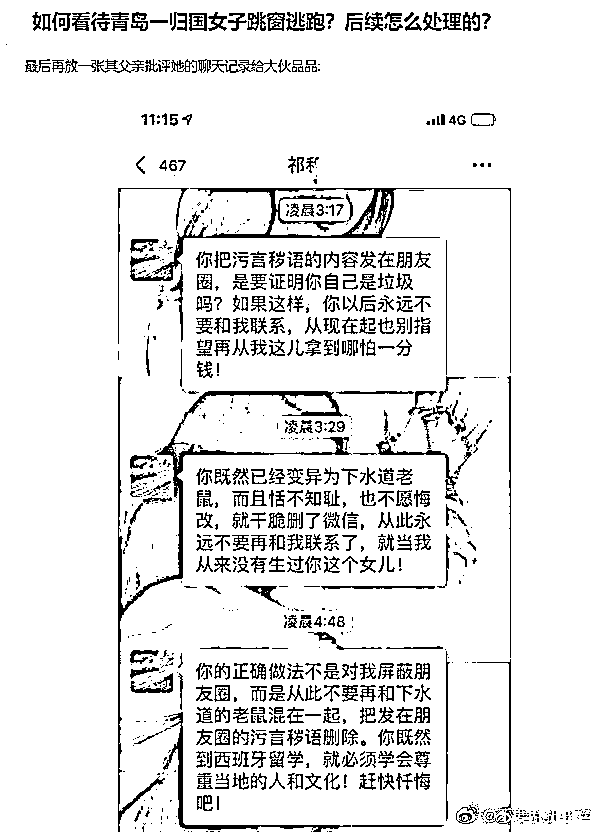 如何看待青岛一归国女子跳窗逃跑？后续怎么处理的？
最后再放一张其父亲批评她的聊天记录给大伙品品:
11:15
4G
467
祁
凌晨3:17
你把污言秽语的内容发在朋友
圈，是要证明你自己是垃圾
吗？如果这样，你以后永远不
要和我联系，从现在起也别指
望再从我这儿拿到哪怕一分
钱！
凌晨3:29
你既然已经变异为下水道老
鼠，而且恬不知耻，也不愿悔
改，就干脆删了微信，从此永
远不要再和我联系了，就当我
从来没有生过你这个女儿！
凌晨4:48
你的正确做法不是对我屏蔽朋
友圈，而是从此不要再和下水
道的老鼠混在一起，把发在朋
友圈的污言秽语删除。你既然
到西班牙留学，就必须学会尊
重当地的人和文化！赶快忏悔
吧！